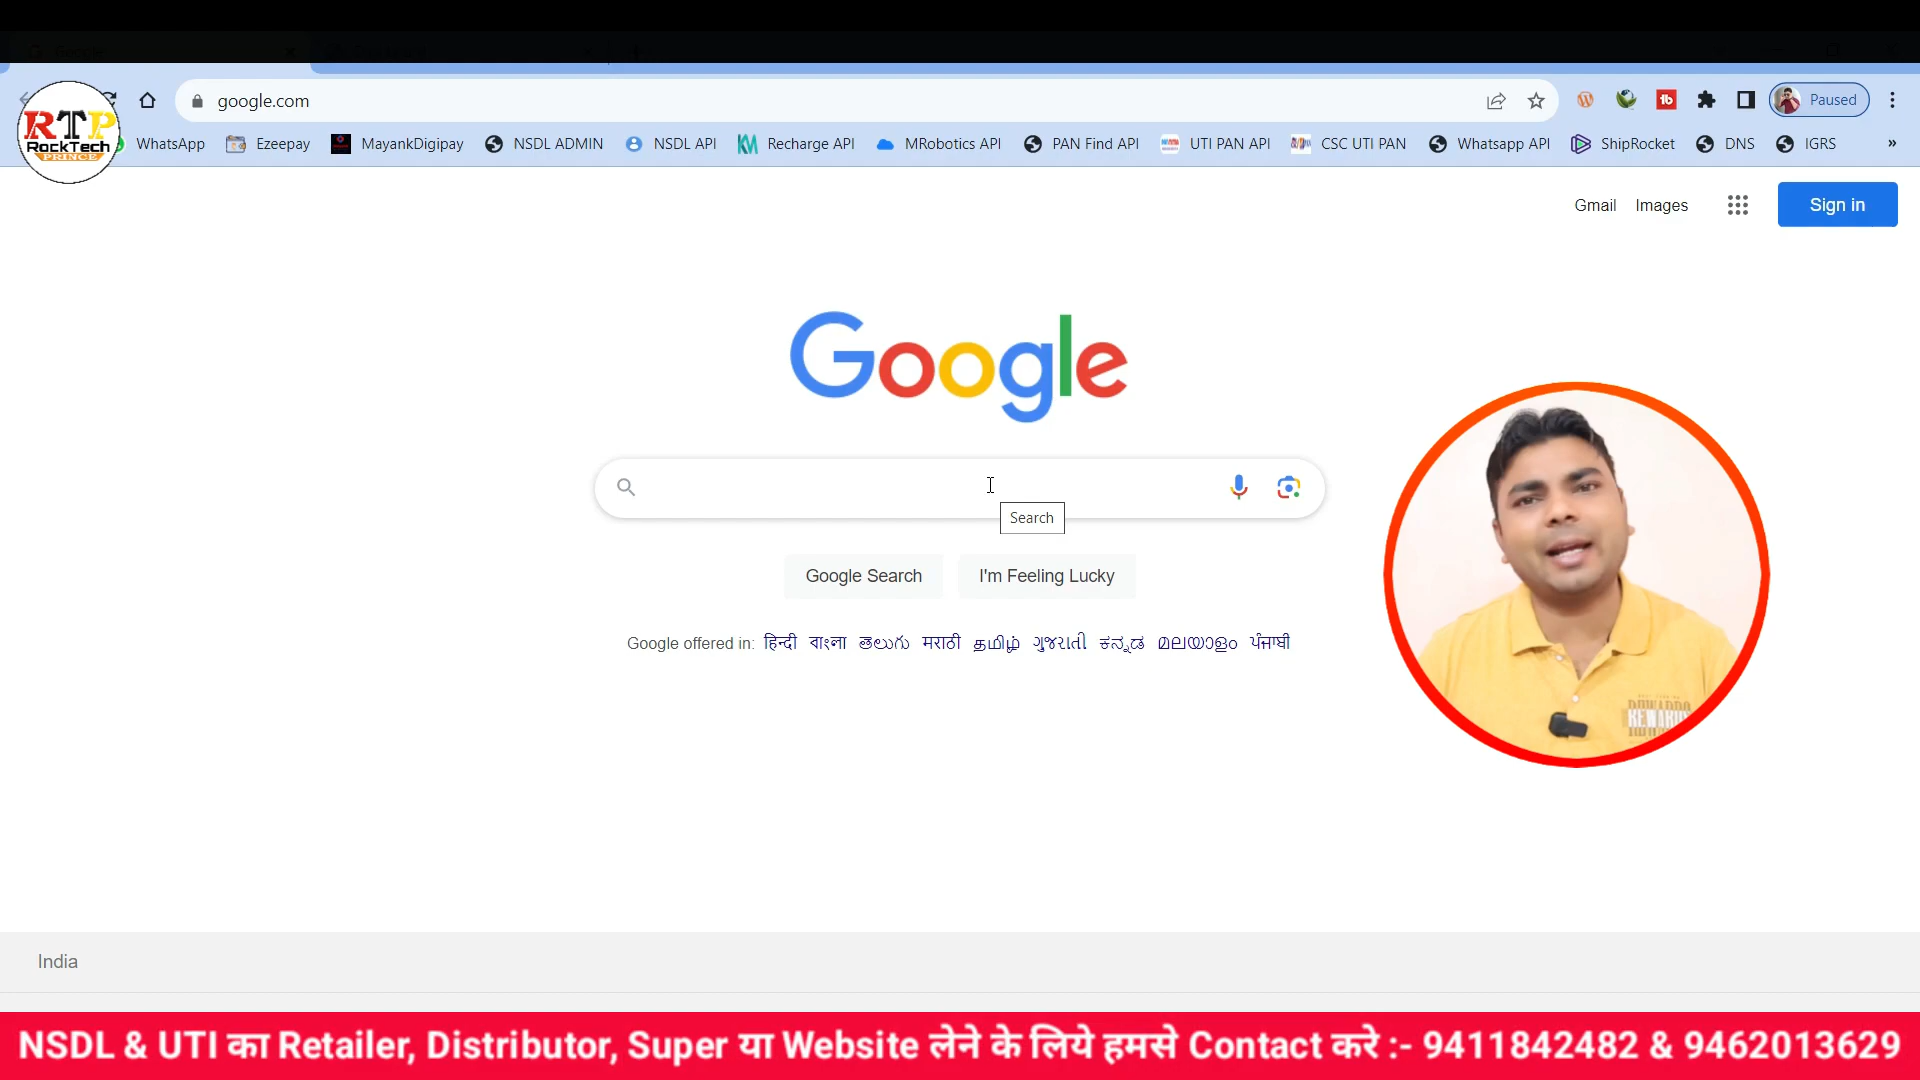 google.com
Paused
RTP
RockTech
PRINCE
WhatsApp Ezeepay MayankDigipay NSDL ADMIN NSDL API Recharge API MRobotics API PAN Find API UTI PAN API CSC UTI PAN Whatsapp API ShipRocket DNS IGRS »
Gmail Images Sign in
Google
Search
Google Search I'm Feeling Lucky
Google offered in: हिन्दी বাংলা తెలుగు मराठी தமிழ் ગુજરાતી ಕನ್ನಡ മലയാളം ਪੰਜਾਬੀ
India
NSDL & UTI का Retailer, Distributor, Super या Website लेने के लिये हमसे Contact करे :- 9411842482 & 9462013629